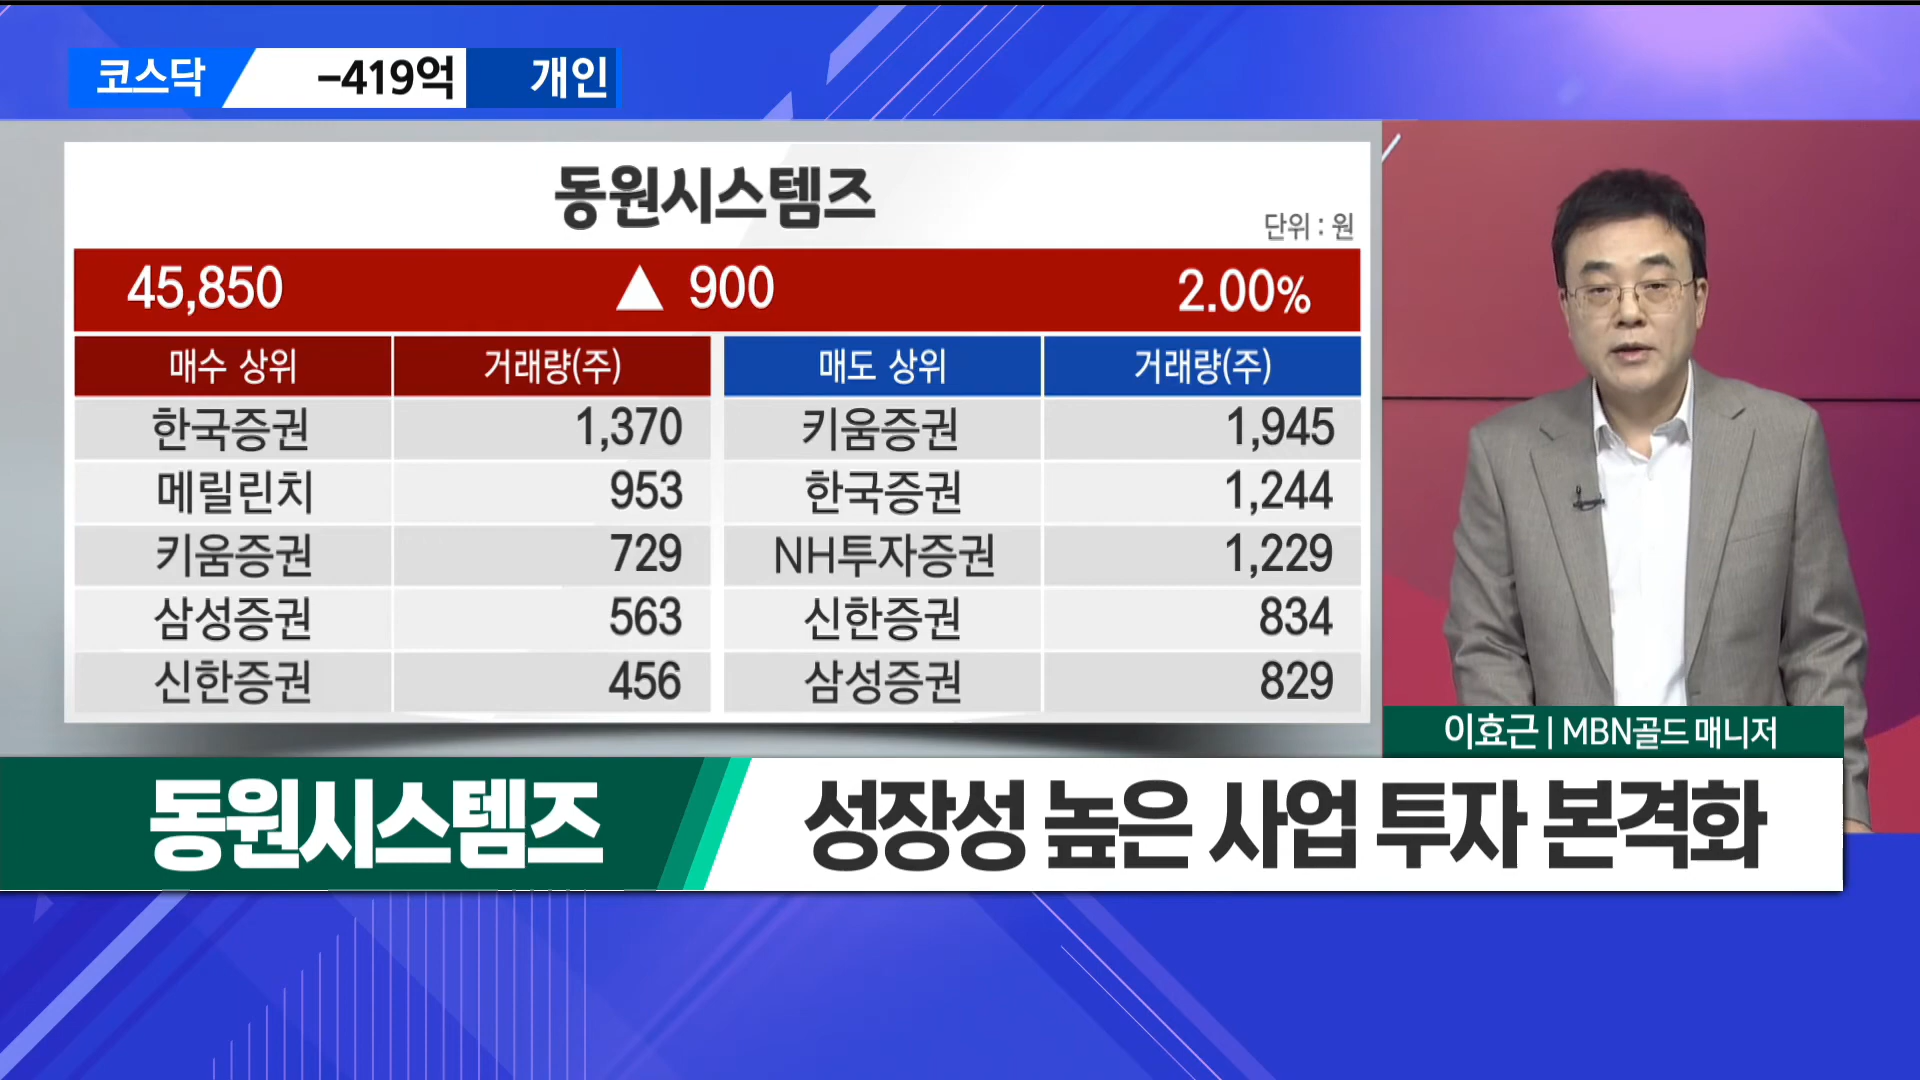 코스닥 -419억 개인
동원시스템즈
단위 : 원
45,850 ▲ 900 2.00%
매수 상위 거래량(주) 매도 상위 거래량(주)
한국증권 1,370 키움증권 1,945
메릴린치 953 한국증권 1,244
키움증권 729 NH투자증권 1,229
삼성증권 563 신한증권 834
신한증권 456 삼성증권 829
이효근 | MBN골드 매니저
동원시스템즈 성장성 높은 사업 투자 본격화